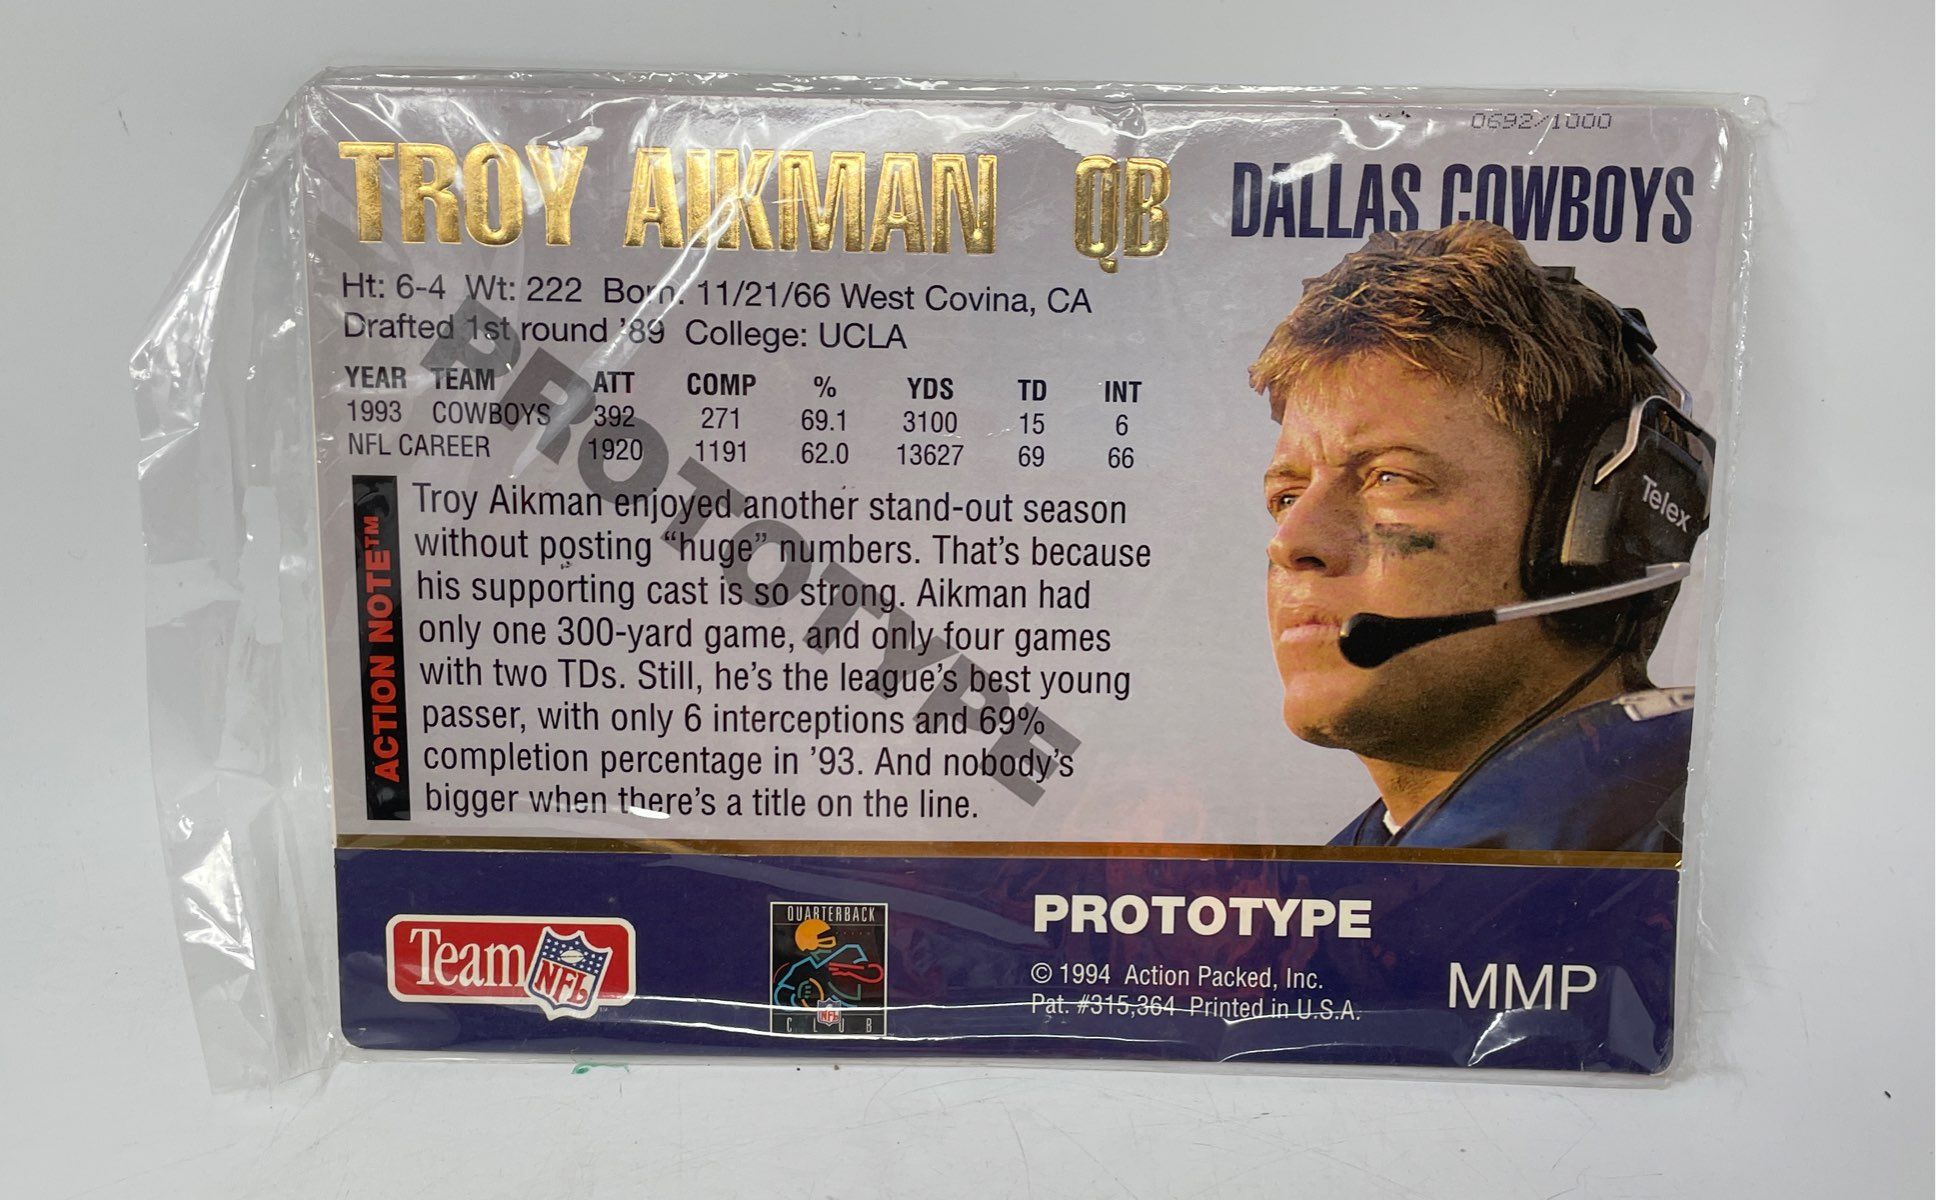 0692/1000
TROY AIKMAN QB DALLAS COWBOYS
Ht: 6-4 Wt: 222 Born: 11/21/66 West Covina, CA
Drafted 1st round '89 College: UCLA
YEAR TEAM ATT COMP % YDS TD INT
1993 COWBOYS 392 271 69.1 3100 15 6
NFL CAREER 1920 1191 62.0 13627 69 66
PROTOTYPE
ACTION NOTE™
Troy Aikman enjoyed another stand-out season
without posting “huge” numbers. That's because
his supporting cast is so strong. Aikman had
only one 300-yard game, and only four games
with two TDs. Still, he's the league's best young
passer, with only 6 interceptions and 69%
completion percentage in '93. And nobody's
bigger when there's a title on the line.
Telex
Team NFL
QUARTERBACK
NFL
CLUB
PROTOTYPE
© 1994 Action Packed, Inc.
Pat. #315,364 Printed in U.S.A.
MMP